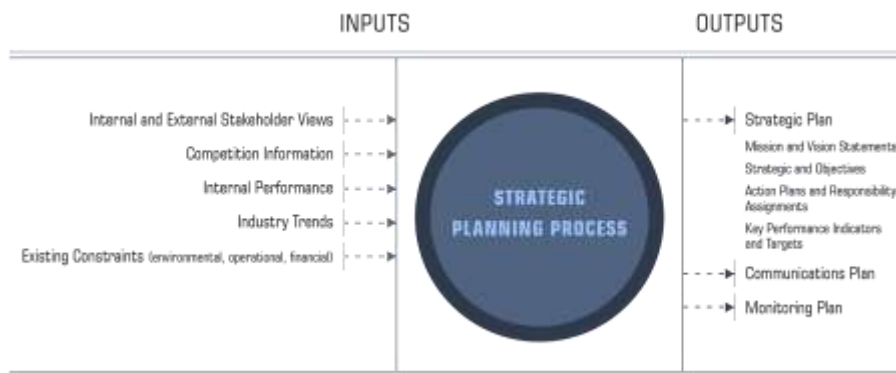 INPUTS
OUTPUTS
Internal and External Stakeholder Views
Competition Information
Internal Performance
Industry Trends
Existing Constraints (environmental, operational, financial)
STRATEGIC
PLANNING PROCESS
Strategic Plan
Mission and Vision Statements
Strategic and Objectives
Action Plans and Responsibility
Assignments
Key Performance Indicators
and Targets
Communications Plan
Monitoring Plan